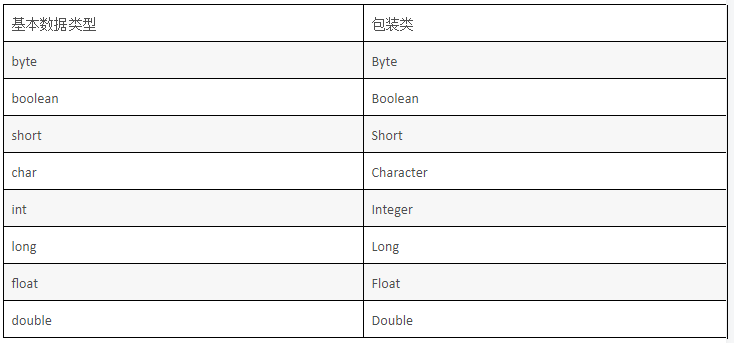 基本数据类型 包装类
byte Byte
boolean Boolean
short Short
char Character
int Integer
long Long
float Float
double Double